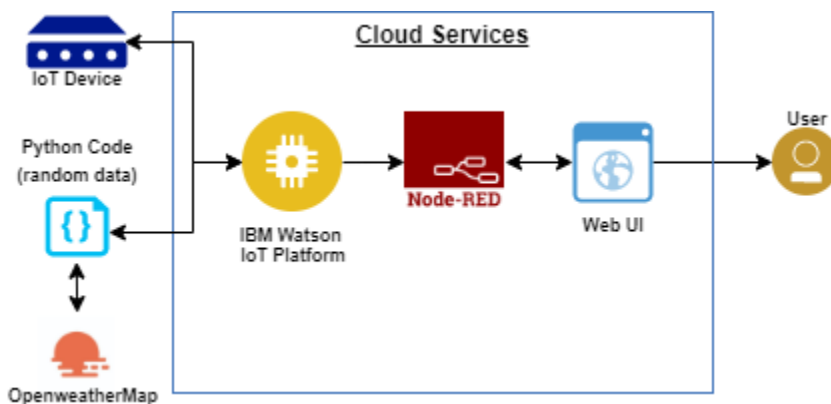 Cloud Services
IoT Device
Python Code
(random data)
{}
OpenweatherMap
IBM Watson
IoT Platform
Node-RED
Web UI
User